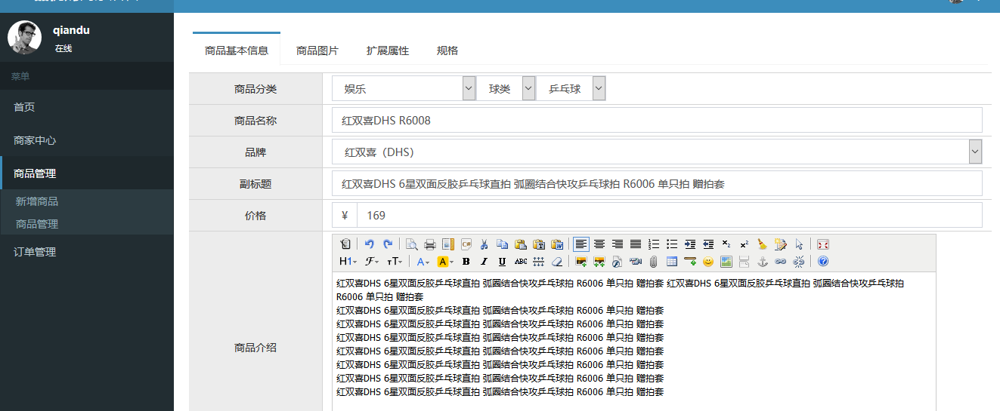 qiandu
在线
菜单
首页
商家中心
商品管理
新增商品
商品管理
订单管理
商品基本信息 商品图片 扩展属性 规格
商品分类 娱乐 球类 乒乓球
商品名称 红双喜DHS R6008
品牌 红双喜（DHS）
副标题 红双喜DHS 6星双面反胶乒乓球直拍 弧圈结合快攻乒乓球拍 R6006 单只拍 赠拍套
价格 ¥ 169
商品介绍
H1 F тT A A B I U ABC
红双喜DHS 6星双面反胶乒乓球直拍 弧圈结合快攻乒乓球拍 R6006 单只拍 赠拍套 红双喜DHS 6星双面反胶乒乓球直拍 弧圈结合快攻乒乓球拍
R6006 单只拍 赠拍套
红双喜DHS 6星双面反胶乒乓球直拍 弧圈结合快攻乒乓球拍 R6006 单只拍 赠拍套
红双喜DHS 6星双面反胶乒乓球直拍 弧圈结合快攻乒乓球拍 R6006 单只拍 赠拍套
红双喜DHS 6星双面反胶乒乓球直拍 弧圈结合快攻乒乓球拍 R6006 单只拍 赠拍套
红双喜DHS 6星双面反胶乒乓球直拍 弧圈结合快攻乒乓球拍 R6006 单只拍 赠拍套
红双喜DHS 6星双面反胶乒乓球直拍 弧圈结合快攻乒乓球拍 R6006 单只拍 赠拍套
红双喜DHS 6星双面反胶乒乓球直拍 弧圈结合快攻乒乓球拍 R6006 单只拍 赠拍套
红双喜DHS 6星双面反胶乒乓球直拍 弧圈结合快攻乒乓球拍 R6006 单只拍 赠拍套